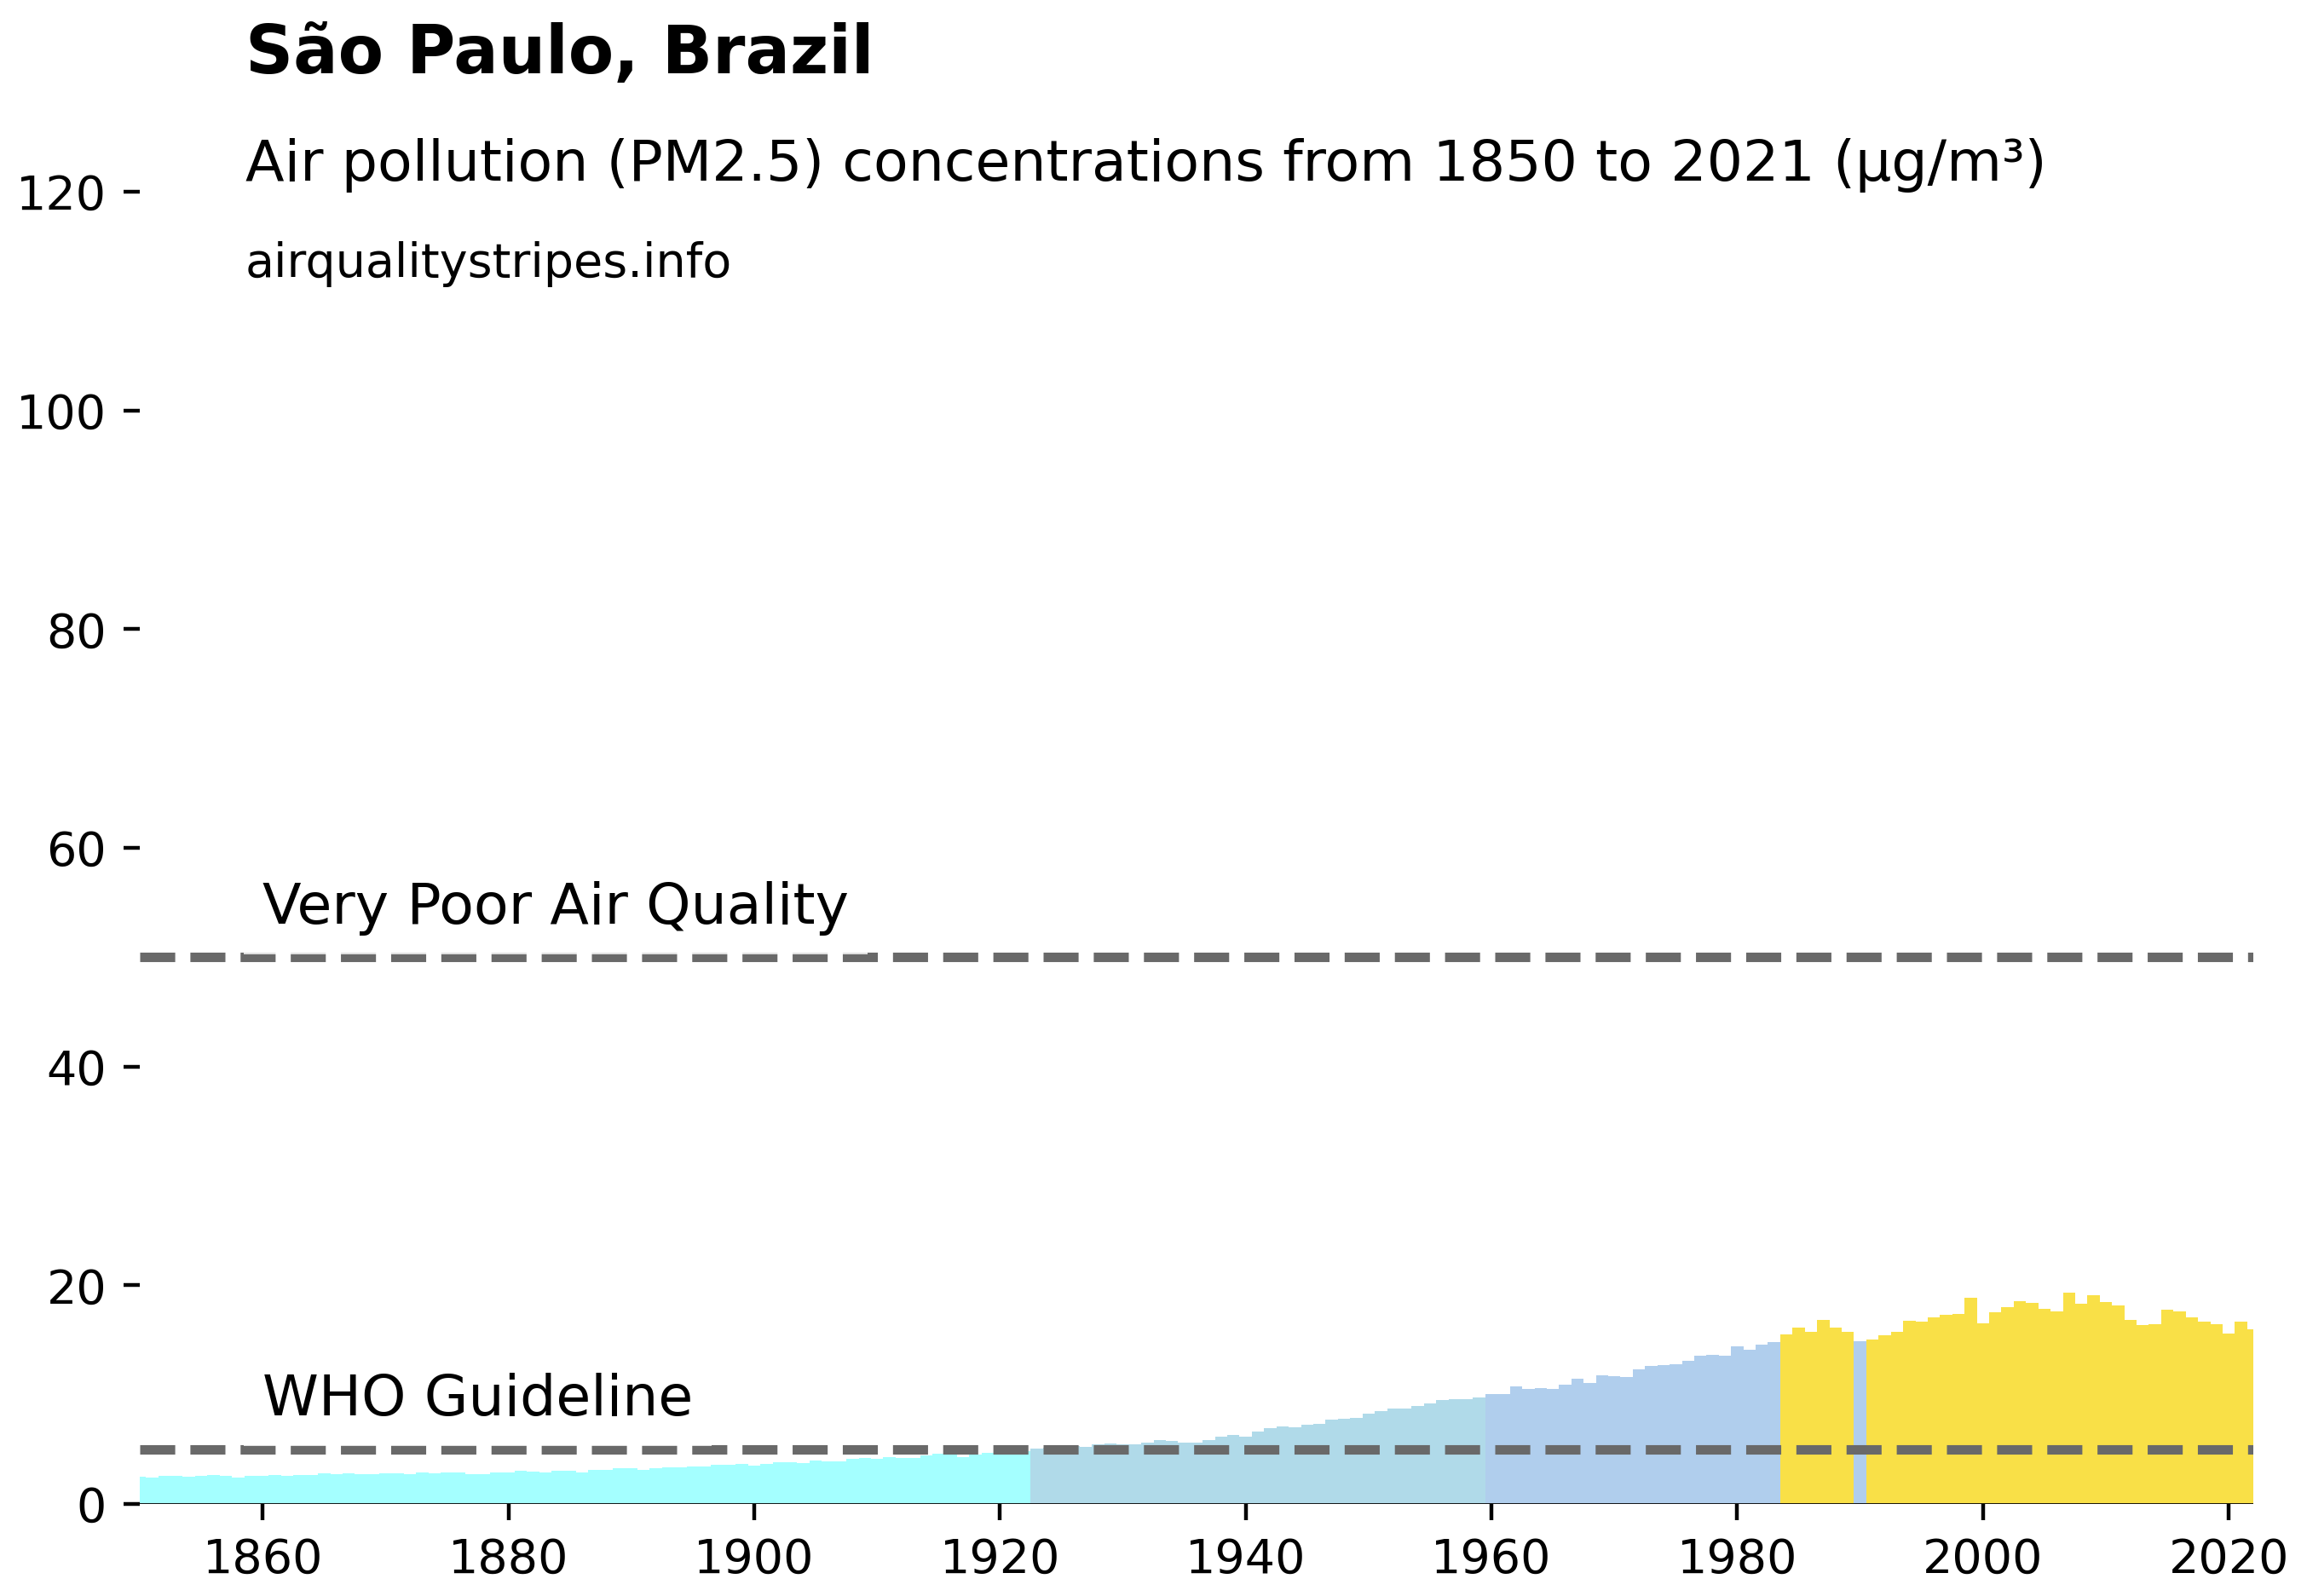 São Paulo, Brazil
Air pollution (PM2.5) concentrations from 1850 to 2021 (µg/m³)
120
airqualitystripes.info
100
80
60
Very Poor Air Quality
40
20
WHO Guideline
0
1860 1880 1900 1920 1940 1960 1980 2000 2020